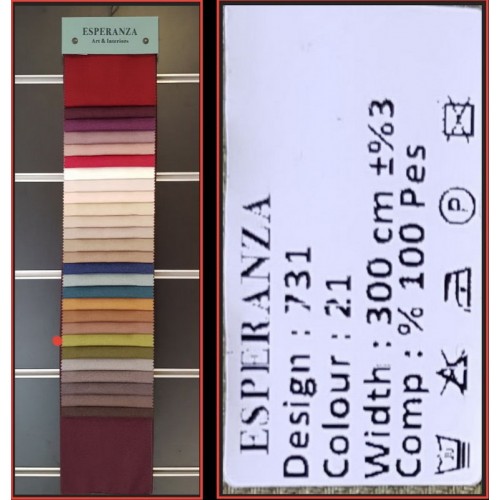 ESPERANZA
Art & Interiors
ESPERANZA
Design : 731
Colour : 21
Width : 300 cm ±%3
Comp : % 100 Pes
P